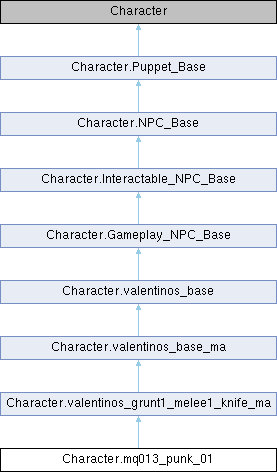 Character
Character.Puppet_Base
Character.NPC_Base
Character.Interactable_NPC_Base
Character.Gameplay_NPC_Base
Character.valentinos_base
Character.valentinos_base_ma
Character.valentinos_grunt1_melee1_knife_ma
Character.mq013_punk_01